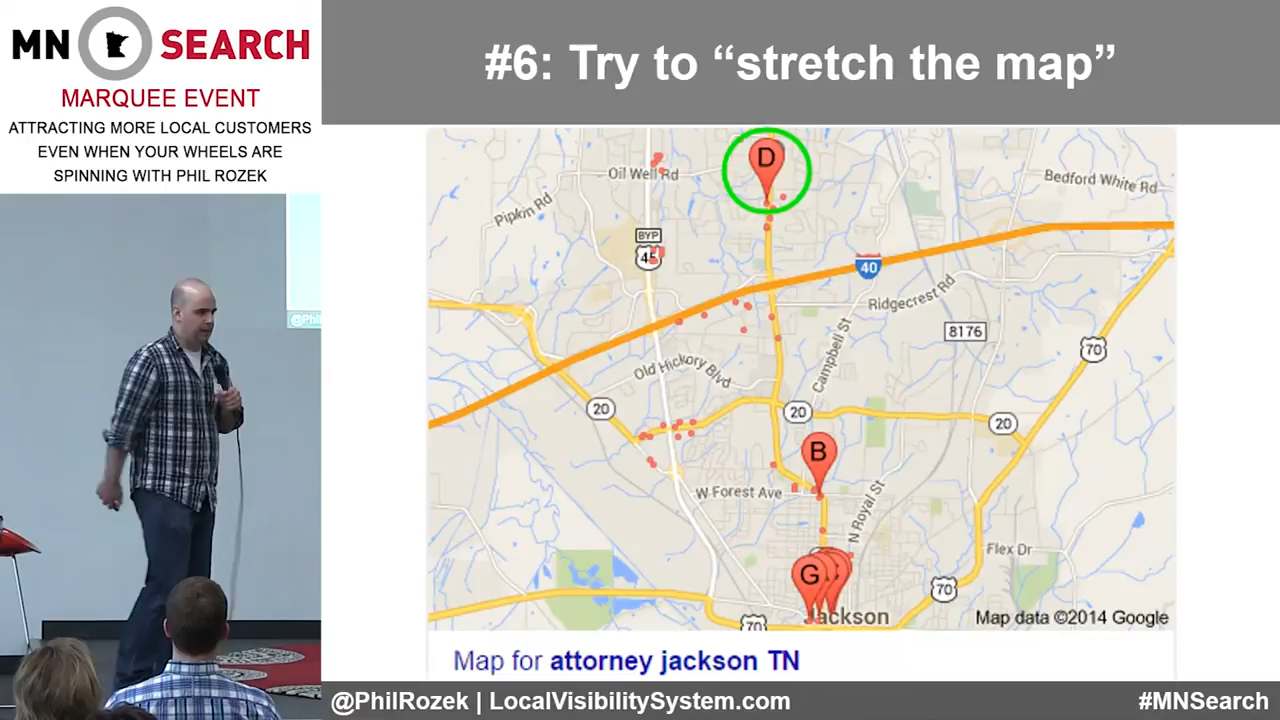 MN SEARCH
MARQUEE EVENT
ATTRACTING MORE LOCAL CUSTOMERS
EVEN WHEN YOUR WHEELS ARE
SPINNING WITH PHIL ROZEK
#6: Try to “stretch the map”
D
Oil Well Rd
Bedford White Rd
Pipkin Rd
BYP
45
40
Ridgecrest Rd
8176
70
Campbell St
Old Hickory Blvd
20
20
20
B
W Forest Ave
N Royal St
Flex Dr
G
70
Jackson
70
Map data ©2014 Google
Map for attorney jackson TN
@PhilRozek | LocalVisibilitySystem.com
#MNSearch
@Phil